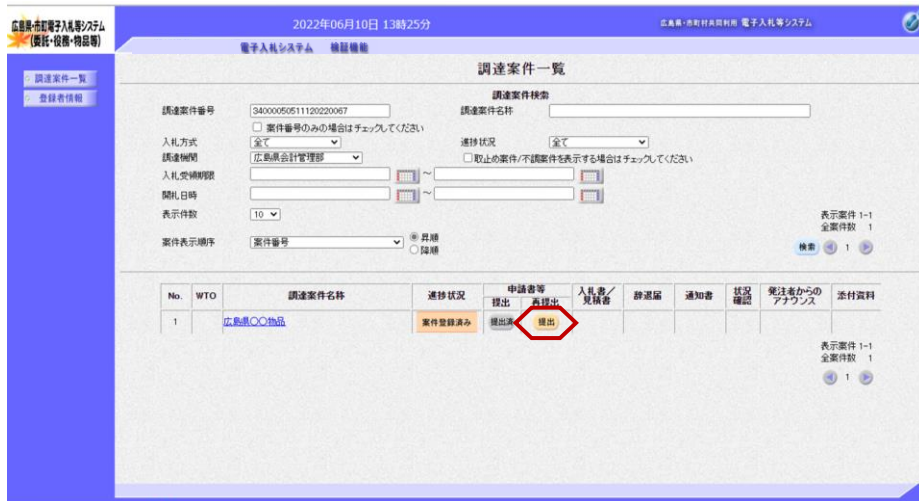 広島県・市町電子入札等システム
(委託・役務・物品等)
2022年06月10日 13時25分
広島県・市町村共同利用 電子入札等システム
電子入札システム 検証機能
調達案件一覧
登録者情報
調達案件一覧
調達案件検索
調達案件番号 34000050511120220067 調達案件名称
案件番号のみの場合はチェックしてください
入札方式 全て 進捗状況 全て
調達機関 広島県会計管理部 取止め案件/不調案件を表示する場合はチェックしてください
入札受領期限 ~
開札日時 ~
表示件数 10
案件表示順序 案件番号 昇順
降順
表示案件 1-1
全案件数 1
検索 1
No. WTO 調達案件名称 進捗状況 申請書等 入札書/見積書 辞退届 通知書 状況確認 発注者からのアナウンス 添付資料
提出 再提出
1 広島県〇〇物品 案件登録済み 提出済 提出
表示案件 1-1
全案件数 1
1